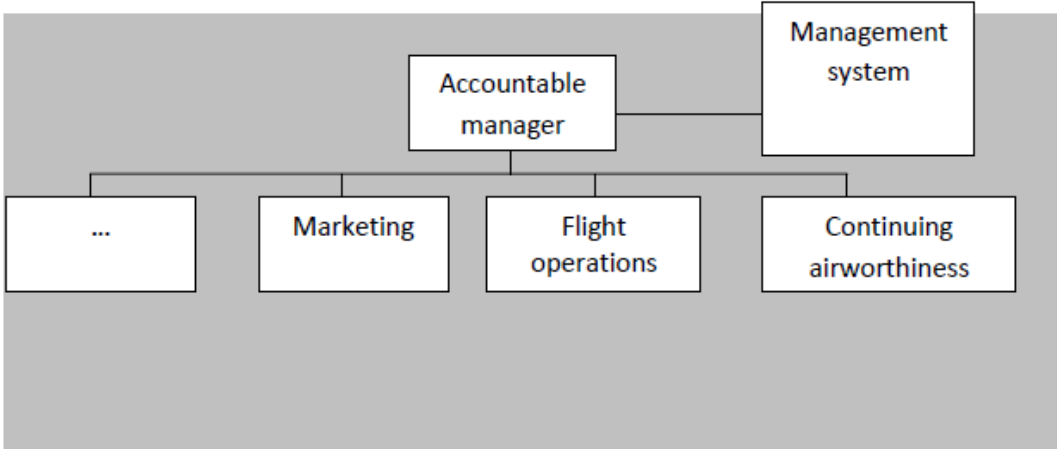 Management
system
Accountable
manager
...
Marketing
Flight
operations
Continuing
airworthiness